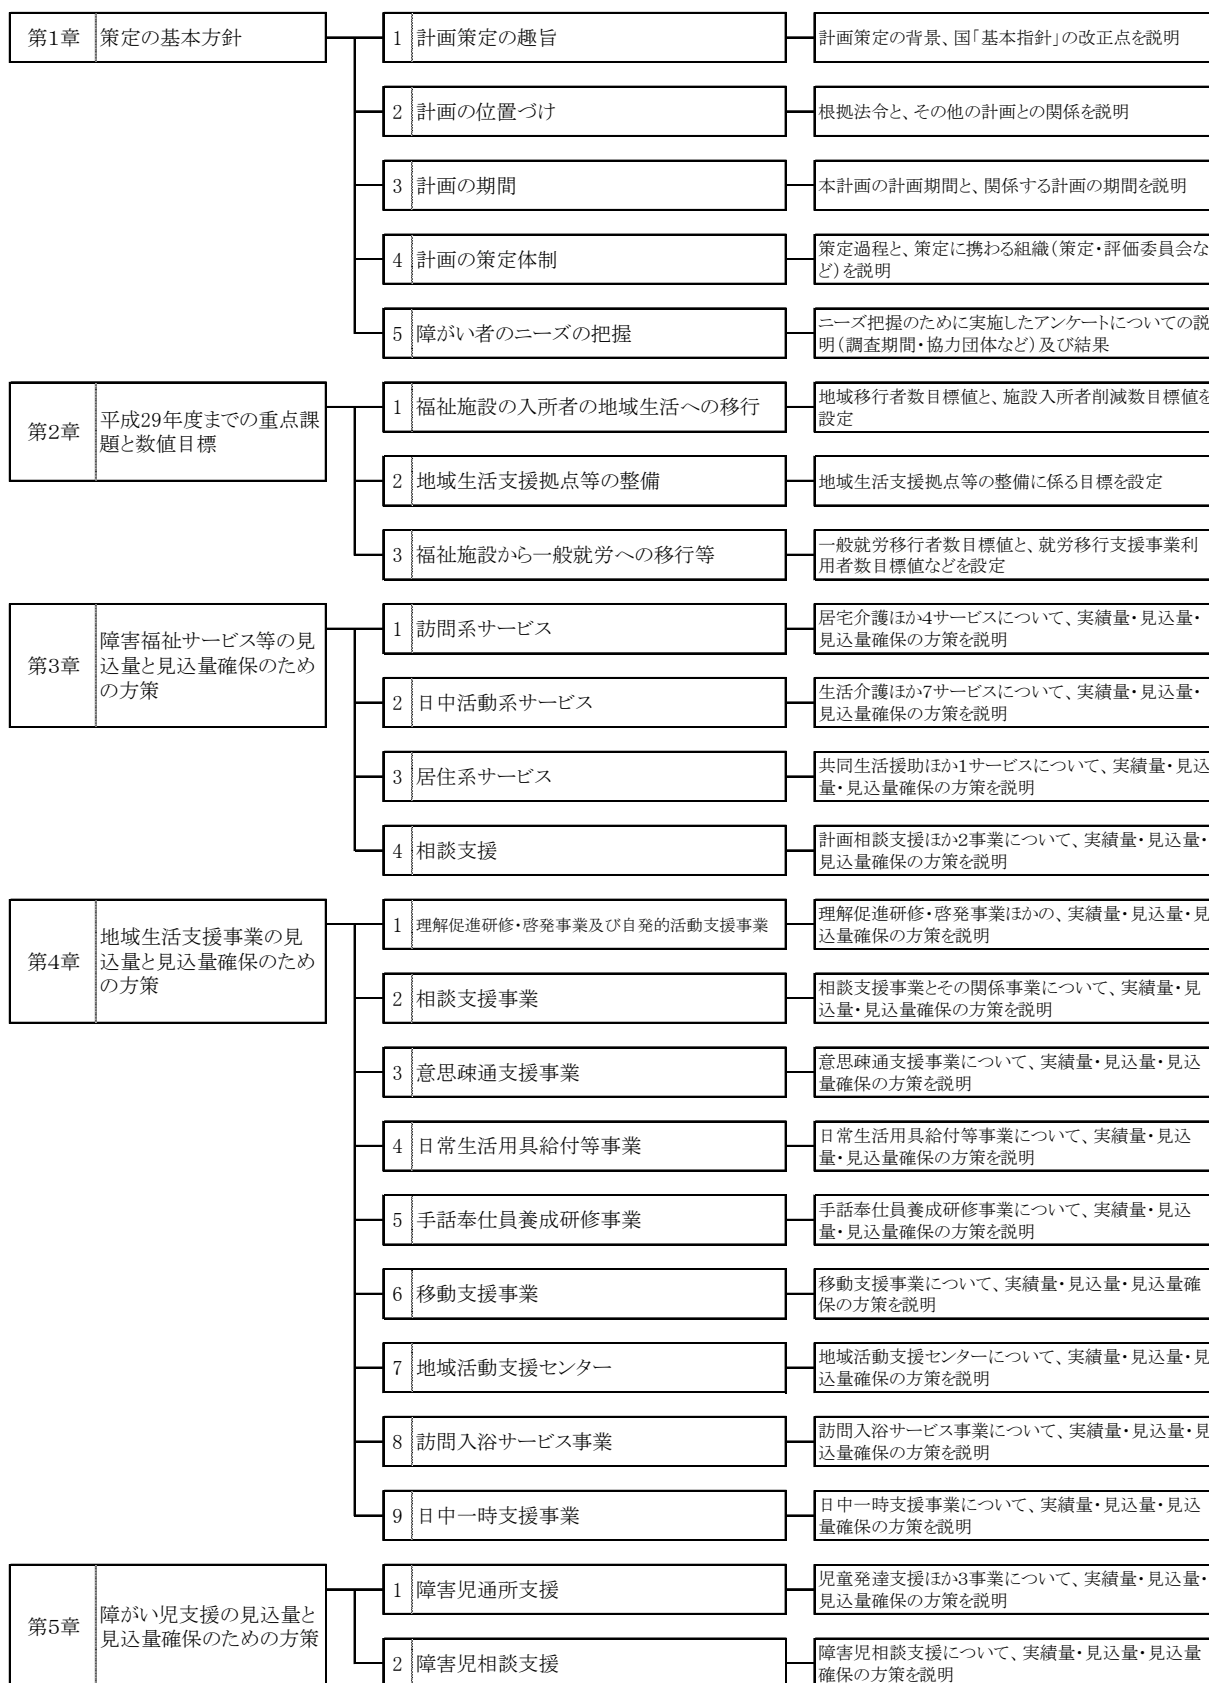 第1章 策定の基本方針
1 計画策定の趣旨
計画策定の背景、国「基本指針」の改正点を説明
2 計画の位置づけ
根拠法令と、その他の計画との関係を説明
3 計画の期間
本計画の計画期間と、関係する計画の期間を説明
4 計画の策定体制
策定過程と、策定に携わる組織(策定・評価委員会な
ど)を説明
5 障がい者のニーズの把握
ニーズ把握のために実施したアンケートについての説
明(調査期間・協力団体など)及び結果
第2章
平成29年度までの重点課
題と数値目標
1 福祉施設の入所者の地域生活への移行
地域移行者数目標値と、施設入所者削減数目標値を
設定
2 地域生活支援拠点等の整備
地域生活支援拠点等の整備に係る目標を設定
3 福祉施設から一般就労への移行等
一般就労移行者数目標値と、就労移行支援事業利
用者数目標値などを設定
第3章
障害福祉サービス等の見
込量と見込量確保のため
の方策
1 訪問系サービス
居宅介護ほか4サービスについて、実績量・見込量・
見込量確保の方策を説明
2 日中活動系サービス
生活介護ほか7サービスについて、実績量・見込量・
見込量確保の方策を説明
3 居住系サービス
共同生活援助ほか1サービスについて、実績量・見込
量・見込量確保の方策を説明
4 相談支援
計画相談支援ほか2事業について、実績量・見込量・
見込量確保の方策を説明
第4章
地域生活支援事業の見
込量と見込量確保のため
の方策
1 理解促進研修・啓発事業及び自発的活動支援事業
理解促進研修・啓発事業ほかの、実績量・見込量・見
込量確保の方策を説明
2 相談支援事業
相談支援事業とその関係事業について、実績量・見
込量・見込量確保の方策を説明
3 意思疎通支援事業
意思疎通支援事業について、実績量・見込量・見込
量確保の方策を説明
4 日常生活用具給付等事業
日常生活用具給付等事業について、実績量・見込
量・見込量確保の方策を説明
5 手話奉仕員養成研修事業
手話奉仕員養成研修事業について、実績量・見込
量・見込量確保の方策を説明
6 移動支援事業
移動支援事業について、実績量・見込量・見込量確
保の方策を説明
7 地域活動支援センター
地域活動支援センターについて、実績量・見込量・見
込量確保の方策を説明
8 訪問入浴サービス事業
訪問入浴サービス事業について、実績量・見込量・見
込量確保の方策を説明
9 日中一時支援事業
日中一時支援事業について、実績量・見込量・見込
量確保の方策を説明
第5章
障がい児支援の見込量と
見込量確保のための方策
1 障害児通所支援
児童発達支援ほか3事業について、実績量・見込量・
見込量確保の方策を説明
2 障害児相談支援
障害児相談支援について、実績量・見込量・見込量
確保の方策を説明